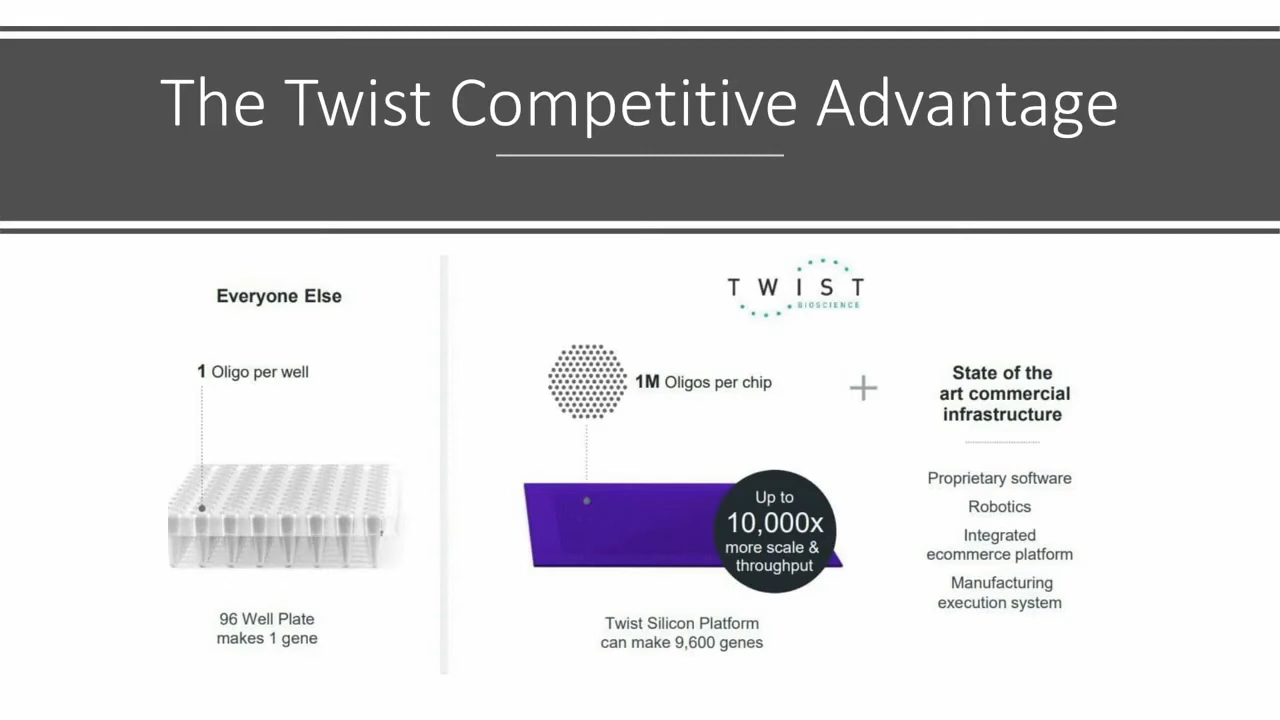 The Twist Competitive Advantage
Everyone Else
1 Oligo per well
96 Well Plate
makes 1 gene
TWIST
BIOSCIENCE
1M Oligos per chip
Up to
10,000x
more scale &
throughput
Twist Silicon Platform
can make 9,600 genes
+
State of the
art commercial
infrastructure
Proprietary software
Robotics
Integrated
ecommerce platform
Manufacturing
execution system